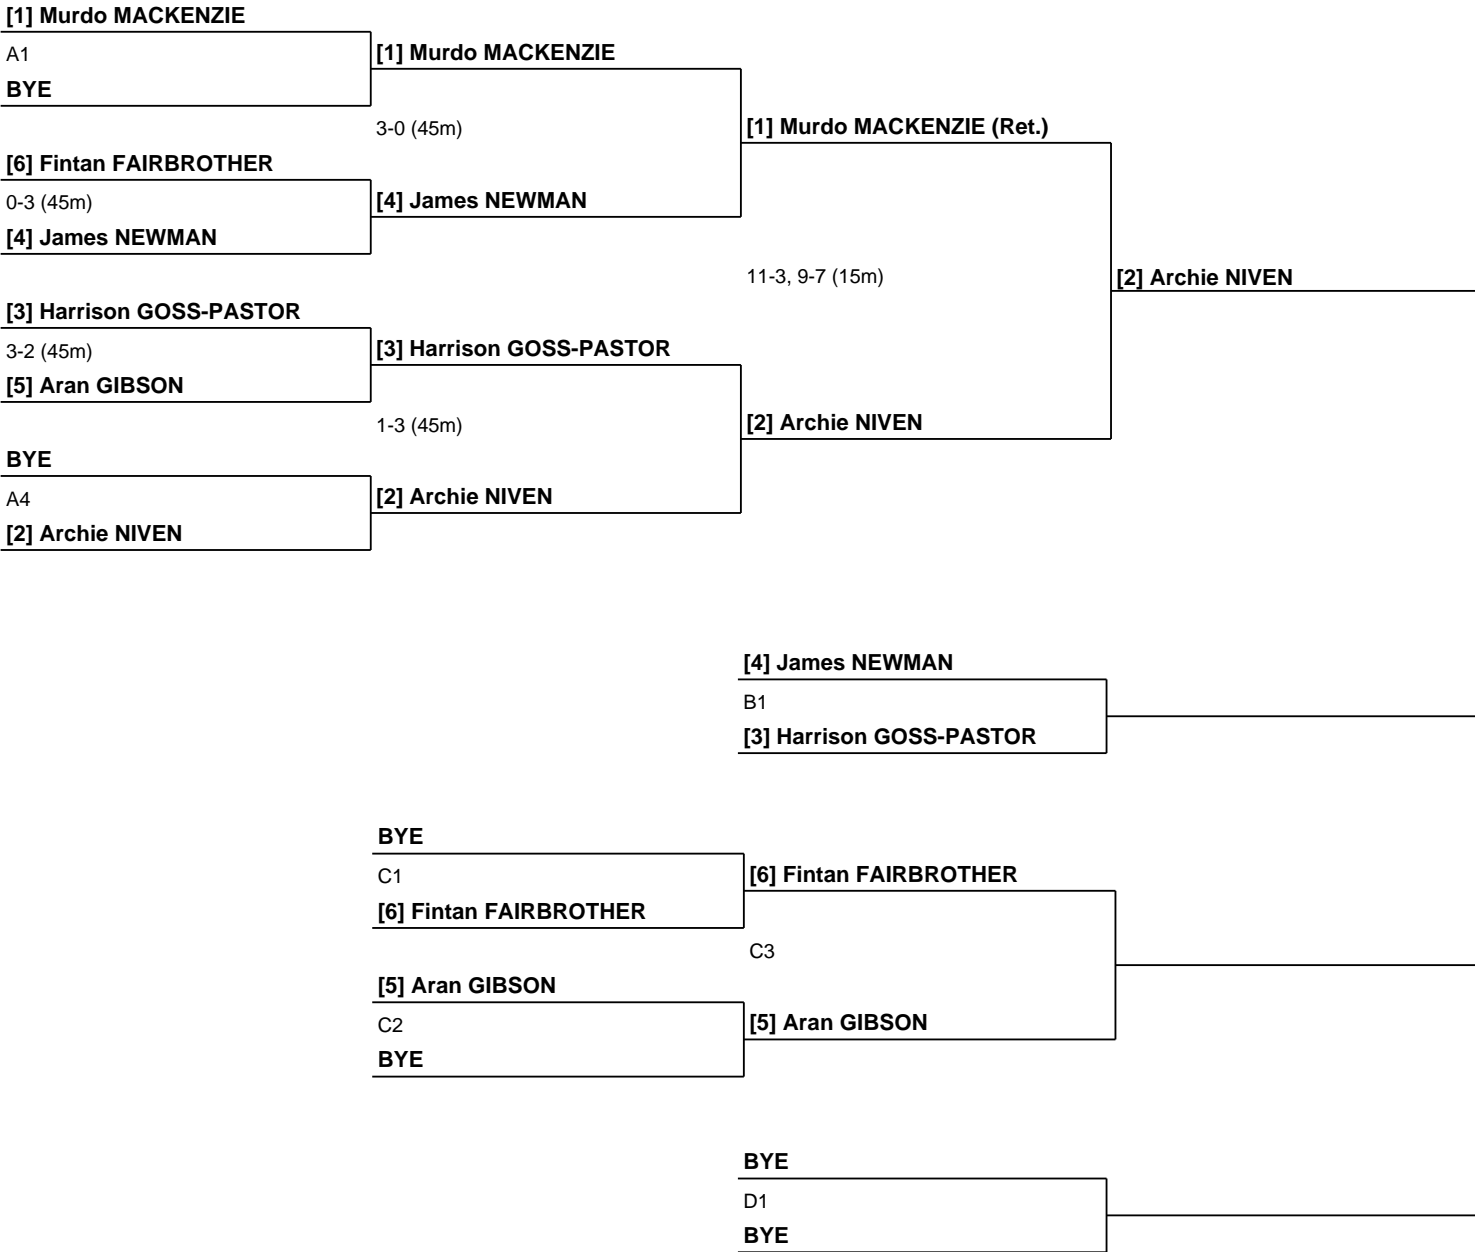 [1] Murdo MACKENZIE
A1
[1] Murdo MACKENZIE
BYE
3-0 (45m)
[1] Murdo MACKENZIE (Ret.)
[6] Fintan FAIRBROTHER
0-3 (45m)
[4] James NEWMAN
[4] James NEWMAN
11-3, 9-7 (15m)
[2] Archie NIVEN
[3] Harrison GOSS-PASTOR
3-2 (45m)
[3] Harrison GOSS-PASTOR
[5] Aran GIBSON
1-3 (45m)
[2] Archie NIVEN
BYE
A4
[2] Archie NIVEN
[2] Archie NIVEN
[4] James NEWMAN
B1
[3] Harrison GOSS-PASTOR
BYE
C1
[6] Fintan FAIRBROTHER
[6] Fintan FAIRBROTHER
C3
[5] Aran GIBSON
C2
[5] Aran GIBSON
BYE
BYE
D1
BYE